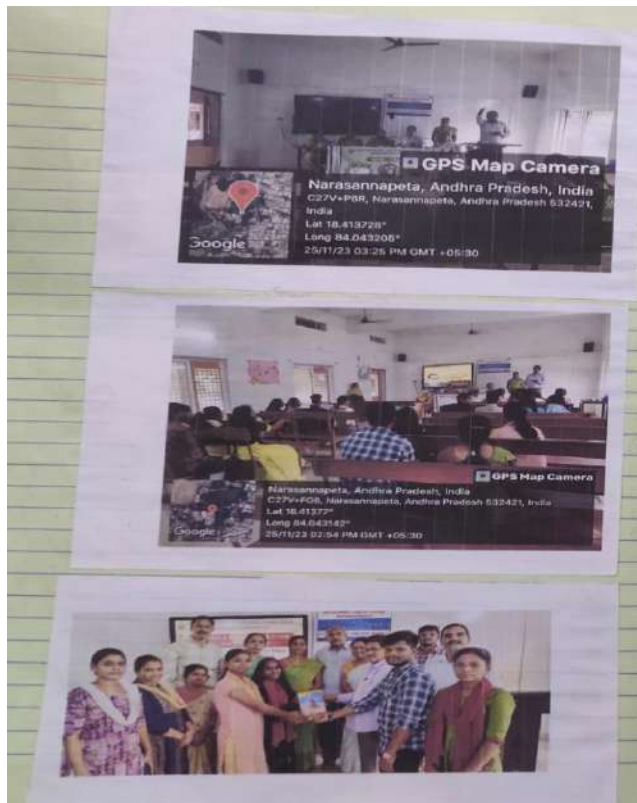 GPS Map Camera
Narasannapeta, Andhra Pradesh, India
C27V+P8R, Narasannapeta, Andhra Pradesh 532421,
India
Lat 18.413728°
Long 84.043205°
25/11/23 03:25 PM GMT +05:30
Google
GPS Map Camera
Narasannapeta, Andhra Pradesh, India
Narasannapeta, Andhra Pradesh 532421, India
Lat 18.41377°
Long 84.043142°
25/11/23 02:54 PM GMT +05:30
Google